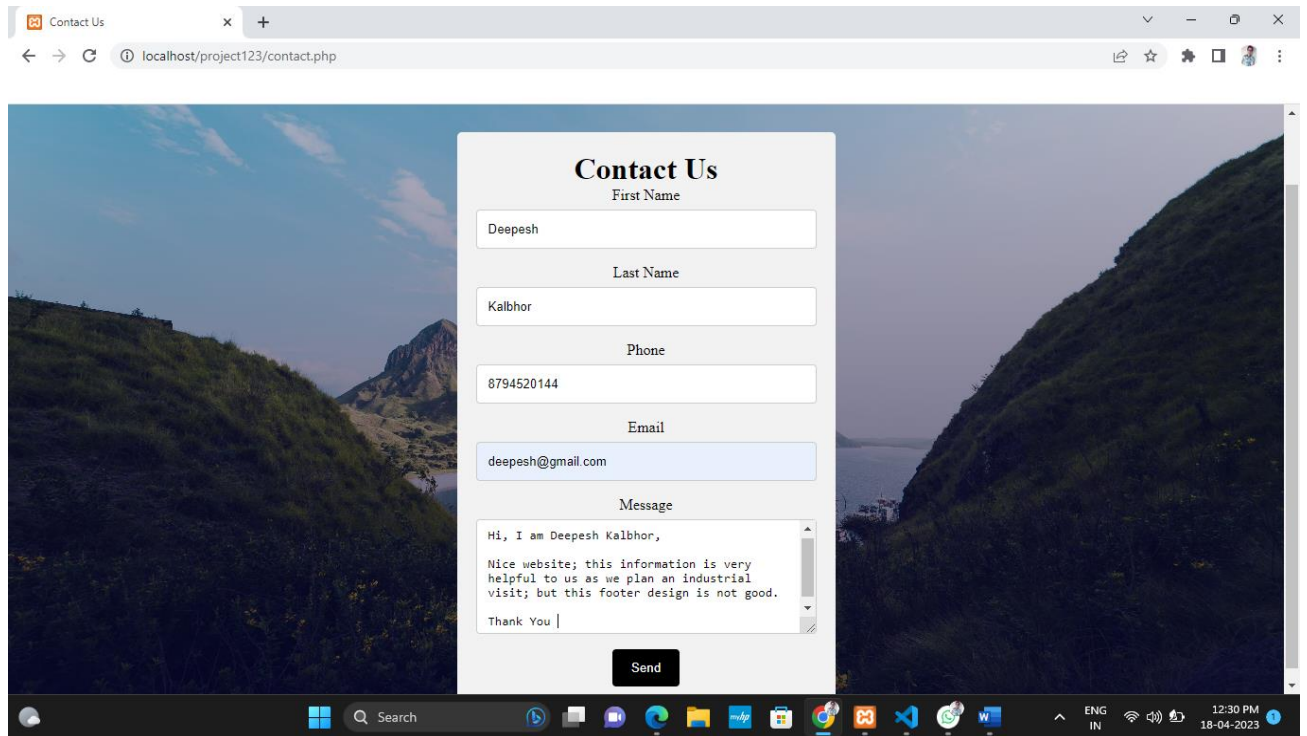 Contact Us
localhost/project123/contact.php
Contact Us
First Name
Deepesh
Last Name
Kalbhor
Phone
8794520144
Email
deepesh@gmail.com
Message
Hi, I am Deepesh Kalbhor,
Nice website; this information is very
helpful to us as we plan an industrial
visit; but this footer design is not good.
Thank You
Send
Search
myhp
W
ENG
IN
12:30 PM
18-04-2023
1